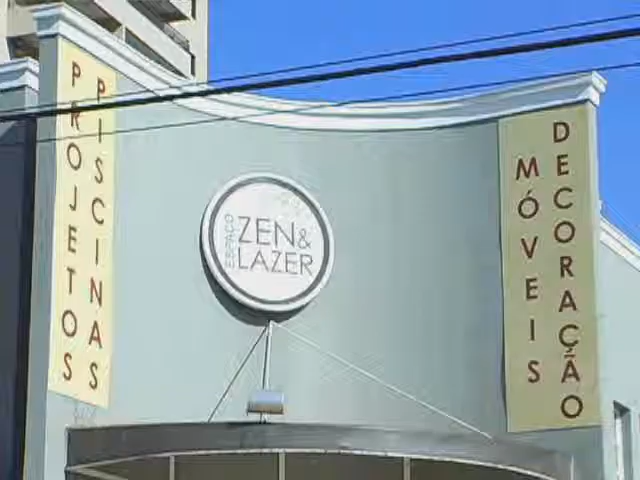 PROJETOS
PISCINAS
ESPAÇO
ZEN&
LAZER
MÓVEIS
DECORAÇÃO